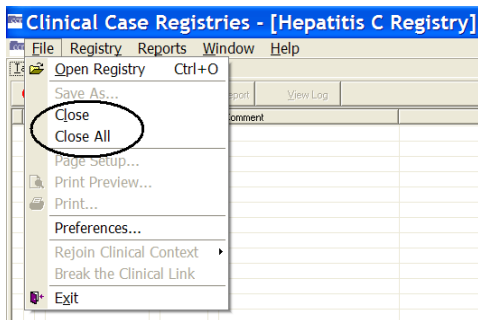 Clinical Case Registries - [Hepatitis C Registry]
File Registry Reports Window Help
Open Registry Ctrl+O
Save As...
View Log
Close
Comment
Close All
Page Setup...
Print Preview...
Print...
Preferences...
Rejoin Clinical Context
Break the Clinical Link
Exit